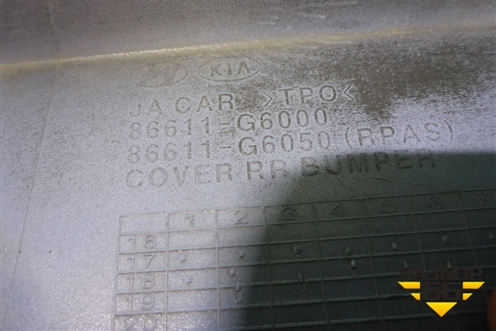 KIA
JA CAR >TPO<
86611-G6000
86611-G6050 (RPAS)
COVER RR BUMPER
1 2 3 4 5 6 7
16
17
18
19
20